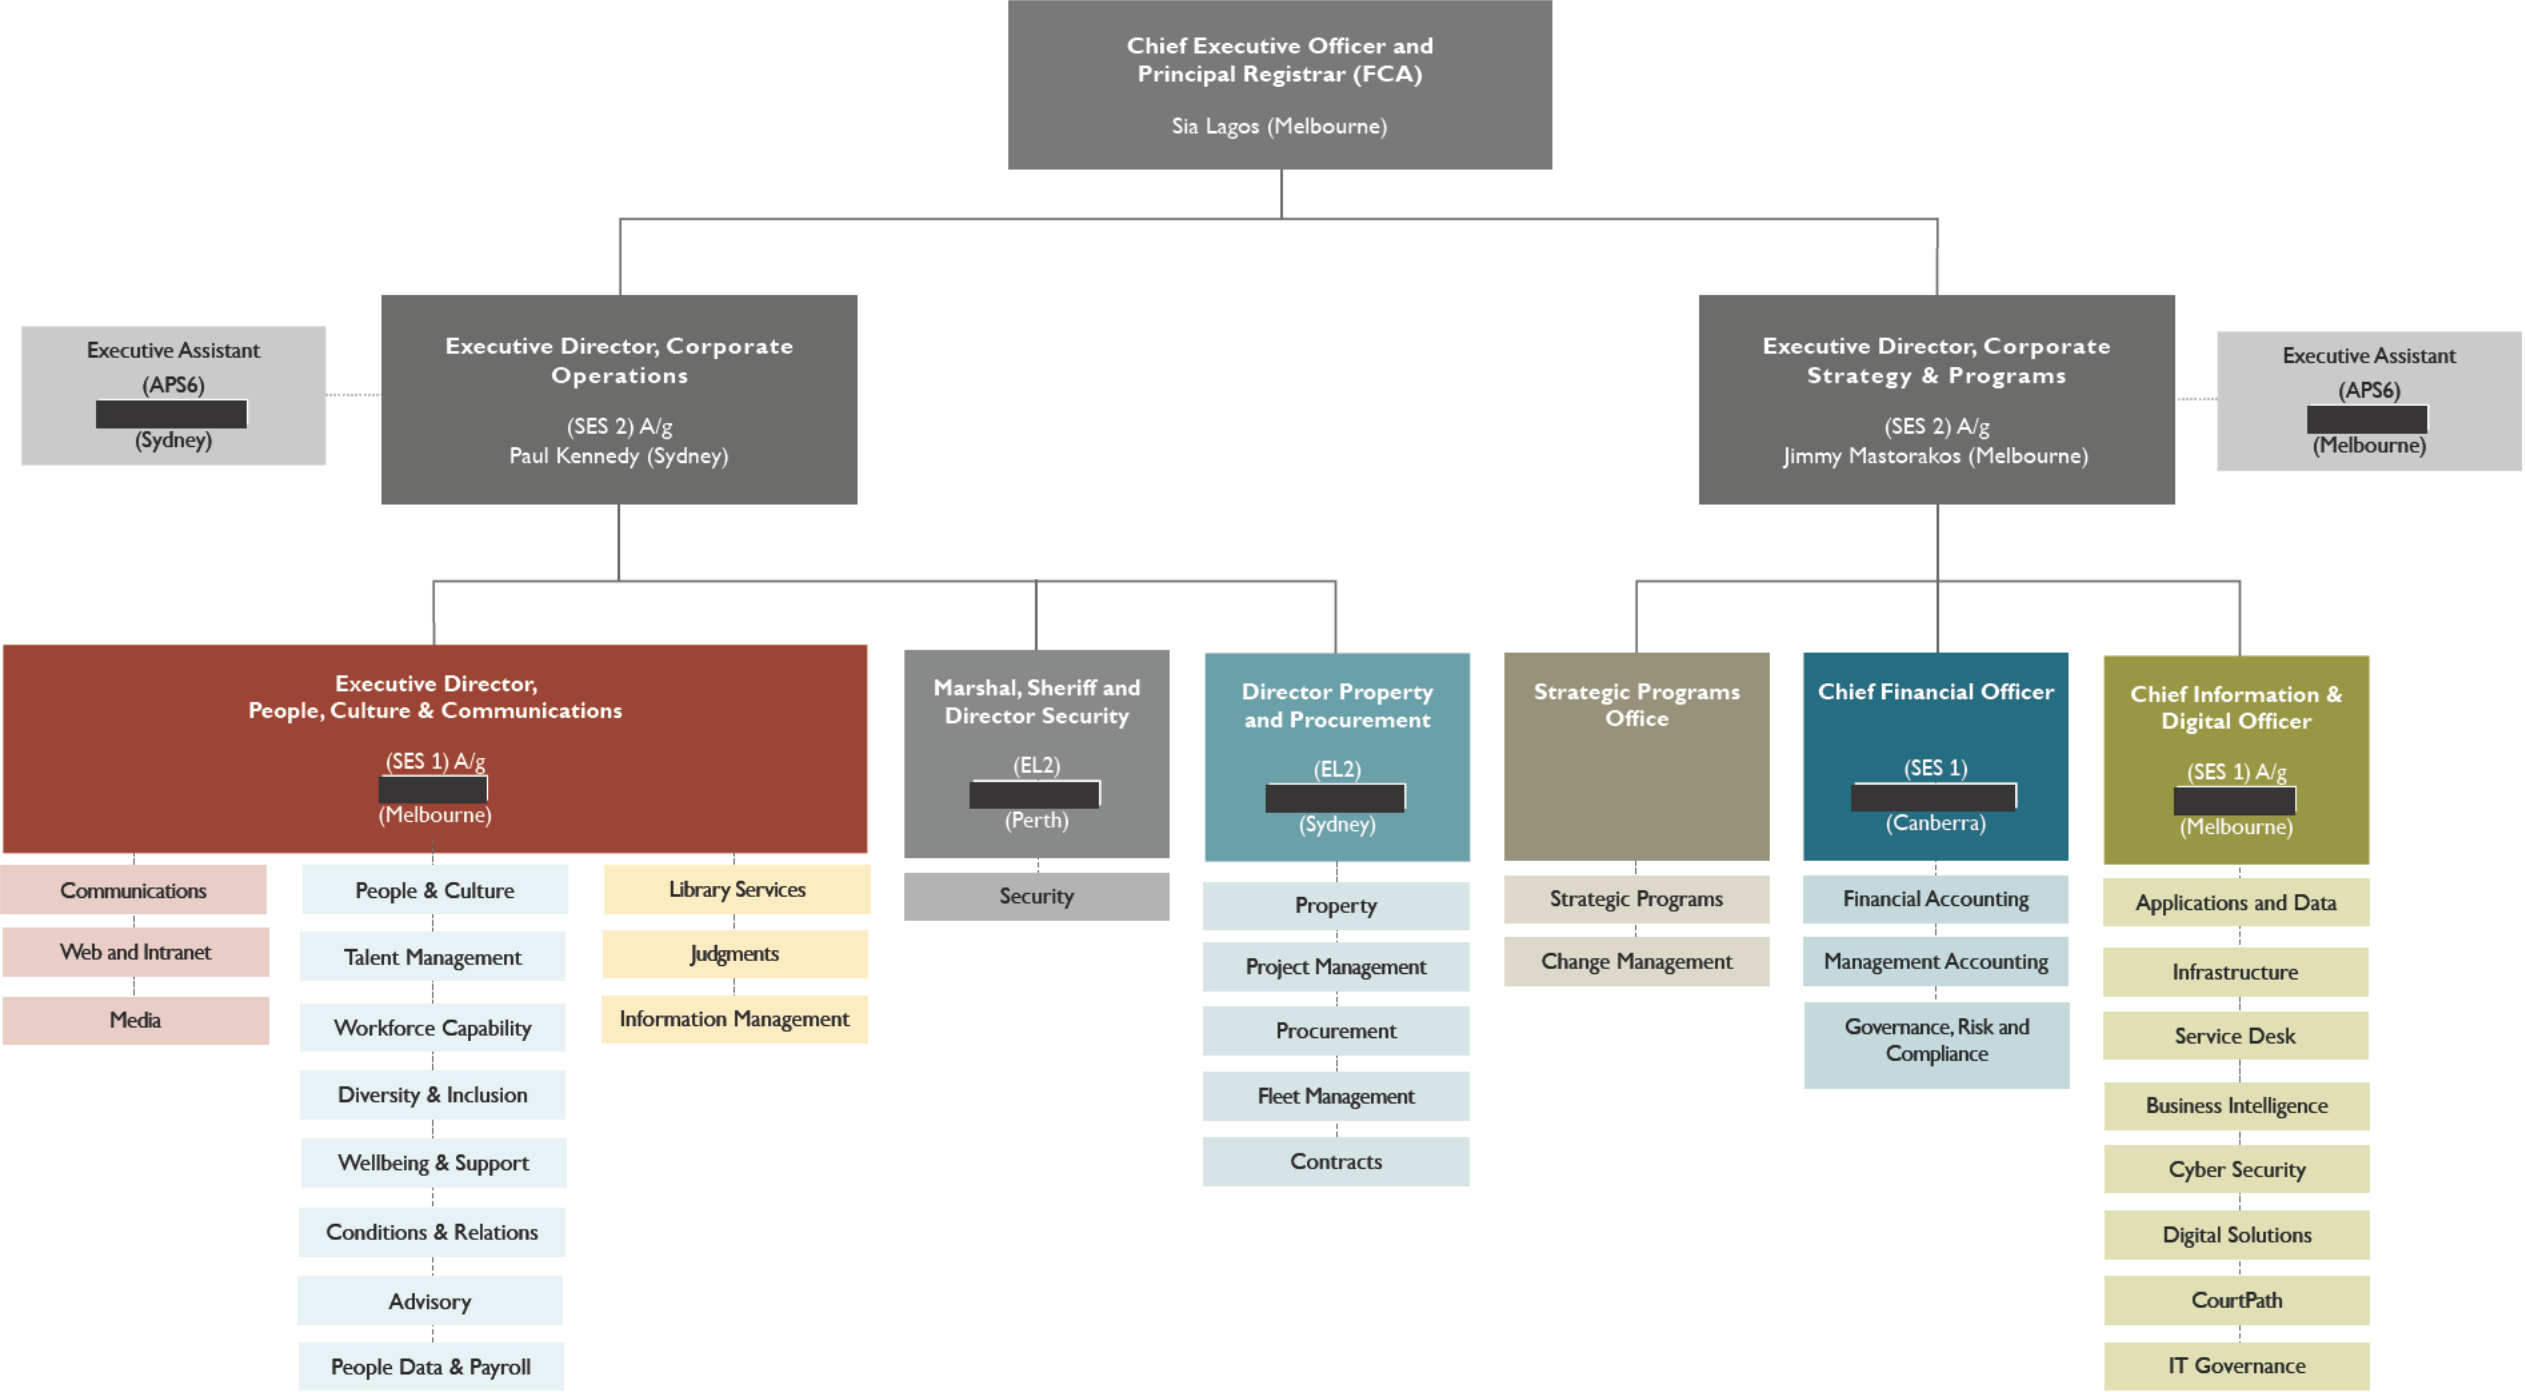 Chief Executive Officer and
Principal Registrar (FCA)
Sia Lagos (Melbourne)
Executive Assistant
(APS6)
(Sydney)
Executive Director, Corporate
Operations
(SES 2) A/g
Paul Kennedy (Sydney)
Executive Director, Corporate
Strategy & Programs
(SES 2) A/g
Jimmy Mastorakos (Melbourne)
Executive Assistant
(APS6)
(Melbourne)
Executive Director,
People, Culture & Communications
(SES 1) A/g
(Melbourne)
Communications
Web and Intranet
Media
People & Culture
Talent Management
Workforce Capability
Diversity & Inclusion
Wellbeing & Support
Conditions & Relations
Advisory
People Data & Payroll
Library Services
Judgments
Information Management
Marshal, Sheriff and
Director Security
(EL2)
(Perth)
Security
Director Property
and Procurement
(EL2)
(Sydney)
Property
Project Management
Procurement
Fleet Management
Contracts
Strategic Programs
Office
Strategic Programs
Change Management
Chief Financial Officer
(SES 1)
(Canberra)
Financial Accounting
Management Accounting
Governance, Risk and
Compliance
Chief Information &
Digital Officer
(SES 1) A/g
(Melbourne)
Applications and Data
Infrastructure
Service Desk
Business Intelligence
Cyber Security
Digital Solutions
CourtPath
IT Governance